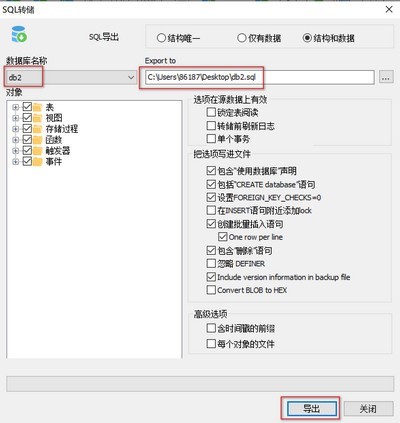 SQL转储
SQL导出
结构唯一
仅有数据
结构和数据
数据库名称
Export to
db2
C:\Users\86187\Desktop\db2.sql
...
对象
表
视图
存储过程
函数
触发器
事件
选项在源数据上有效
锁定表阅读
转储前刷新日志
单个事务
把选项写进文件
包含"使用数据库"声明
包括"CREATE database"语句
设置FOREIGN_KEY_CHECKS=0
在INSERT语句附近添加lock
创建批量插入语句
One row per line
包含"删除"语句
忽略 DEFINER
Include version information in backup file
Convert BLOB to HEX
高级选项
含时间戳的前缀
每个对象的文件
导出
关闭